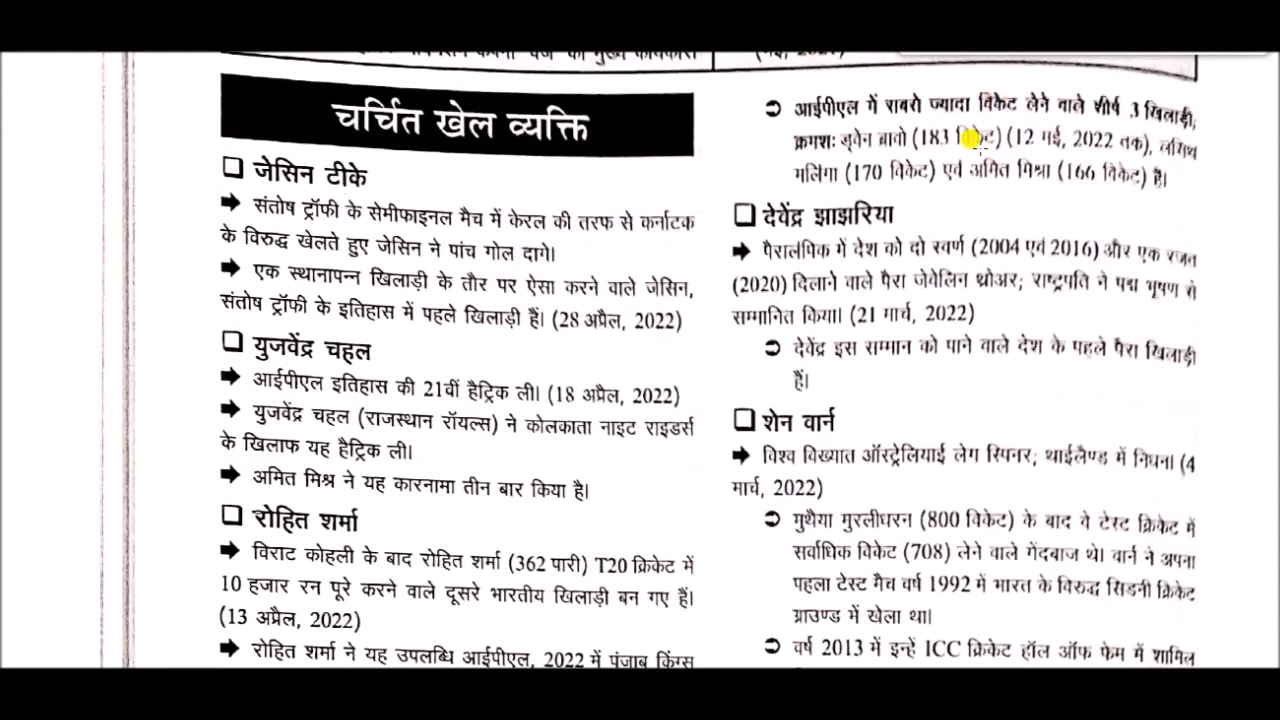 चर्चित खेल व्यक्ति
❑ जेसिन टीके
➡ संतोष ट्रॉफी के सेमीफाइनल मैच में केरल की तरफ से कर्नाटक
के विरुद्ध खेलते हुए जेसिन ने पांच गोल दागे।
➡ एक स्थानापन्न खिलाड़ी के तौर पर ऐसा करने वाले जेसिन,
संतोष ट्रॉफी के इतिहास में पहले खिलाड़ी हैं। (28 अप्रैल, 2022)
❑ युजवेंद्र चहल
➡ आईपीएल इतिहास की 21वीं हैट्रिक ली। (18 अप्रैल, 2022)
➡ युजवेंद्र चहल (राजस्थान रॉयल्स) ने कोलकाता नाइट राइडर्स
के खिलाफ यह हैट्रिक ली।
➡ अमित मिश्र ने यह कारनामा तीन बार किया है।
❑ रोहित शर्मा
➡ विराट कोहली के बाद रोहित शर्मा (362 पारी) T20 क्रिकेट में
10 हजार रन पूरे करने वाले दूसरे भारतीय खिलाड़ी बन गए हैं।
(13 अप्रैल, 2022)
➡ रोहित शर्मा ने यह उपलब्धि आईपीएल, 2022 में पंजाब किंग्स
➲ आईपीएल में सबसे ज्यादा विकेट लेने वाले शीर्ष 3 खिलाड़ी,
क्रमशः ड्वेन ब्रावो (183 विकेट) (12 मई, 2022 तक), लसिथ
मलिंगा (170 विकेट) एवं अमित मिश्रा (166 विकेट) है।
❑ देवेंद्र झाझरिया
➡ पैरालंपिक में देश को दो स्वर्ण (2004 एवं 2016) और एक रजत
(2020) दिलाने वाले पैरा जेवेलिन थ्रोअर; राष्ट्रपति ने पद्म भूषण से
सम्मानित किया। (21 मार्च, 2022)
➲ देवेंद्र इस सम्मान को पाने वाले देश के पहले पैरा खिलाड़ी
हैं।
❑ शेन वार्न
➡ विश्व विख्यात ऑस्ट्रेलियाई लेग स्पिनर; थाईलैण्ड में निधन। (4
मार्च, 2022)
➲ मुथैया मुरलीधरन (800 विकेट) के बाद वे टेस्ट क्रिकेट में
सर्वाधिक विकेट (708) लेने वाले गेंदबाज थे। वार्न ने अपना
पहला टेस्ट मैच वर्ष 1992 में भारत के विरुद्ध सिडनी क्रिकेट
ग्राउण्ड में खेला था।
➲ वर्ष 2013 में इन्हें ICC क्रिकेट हॉल ऑफ फेम में शामिल